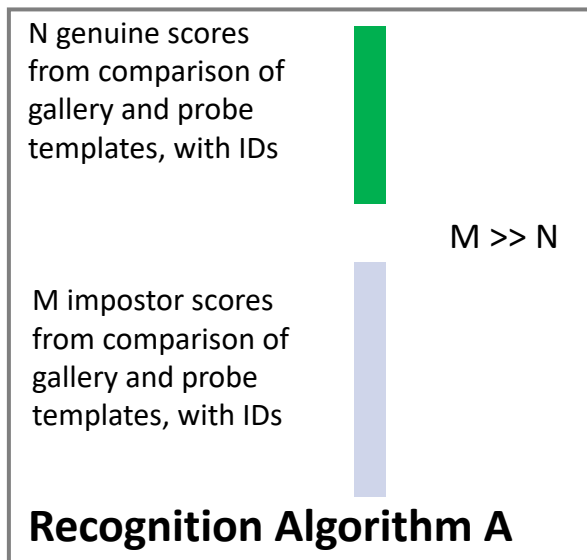 N genuine scores
from comparison of
gallery and probe
templates, with IDs
M >> N
M impostor scores
from comparison of
gallery and probe
templates, with IDs
Recognition Algorithm A